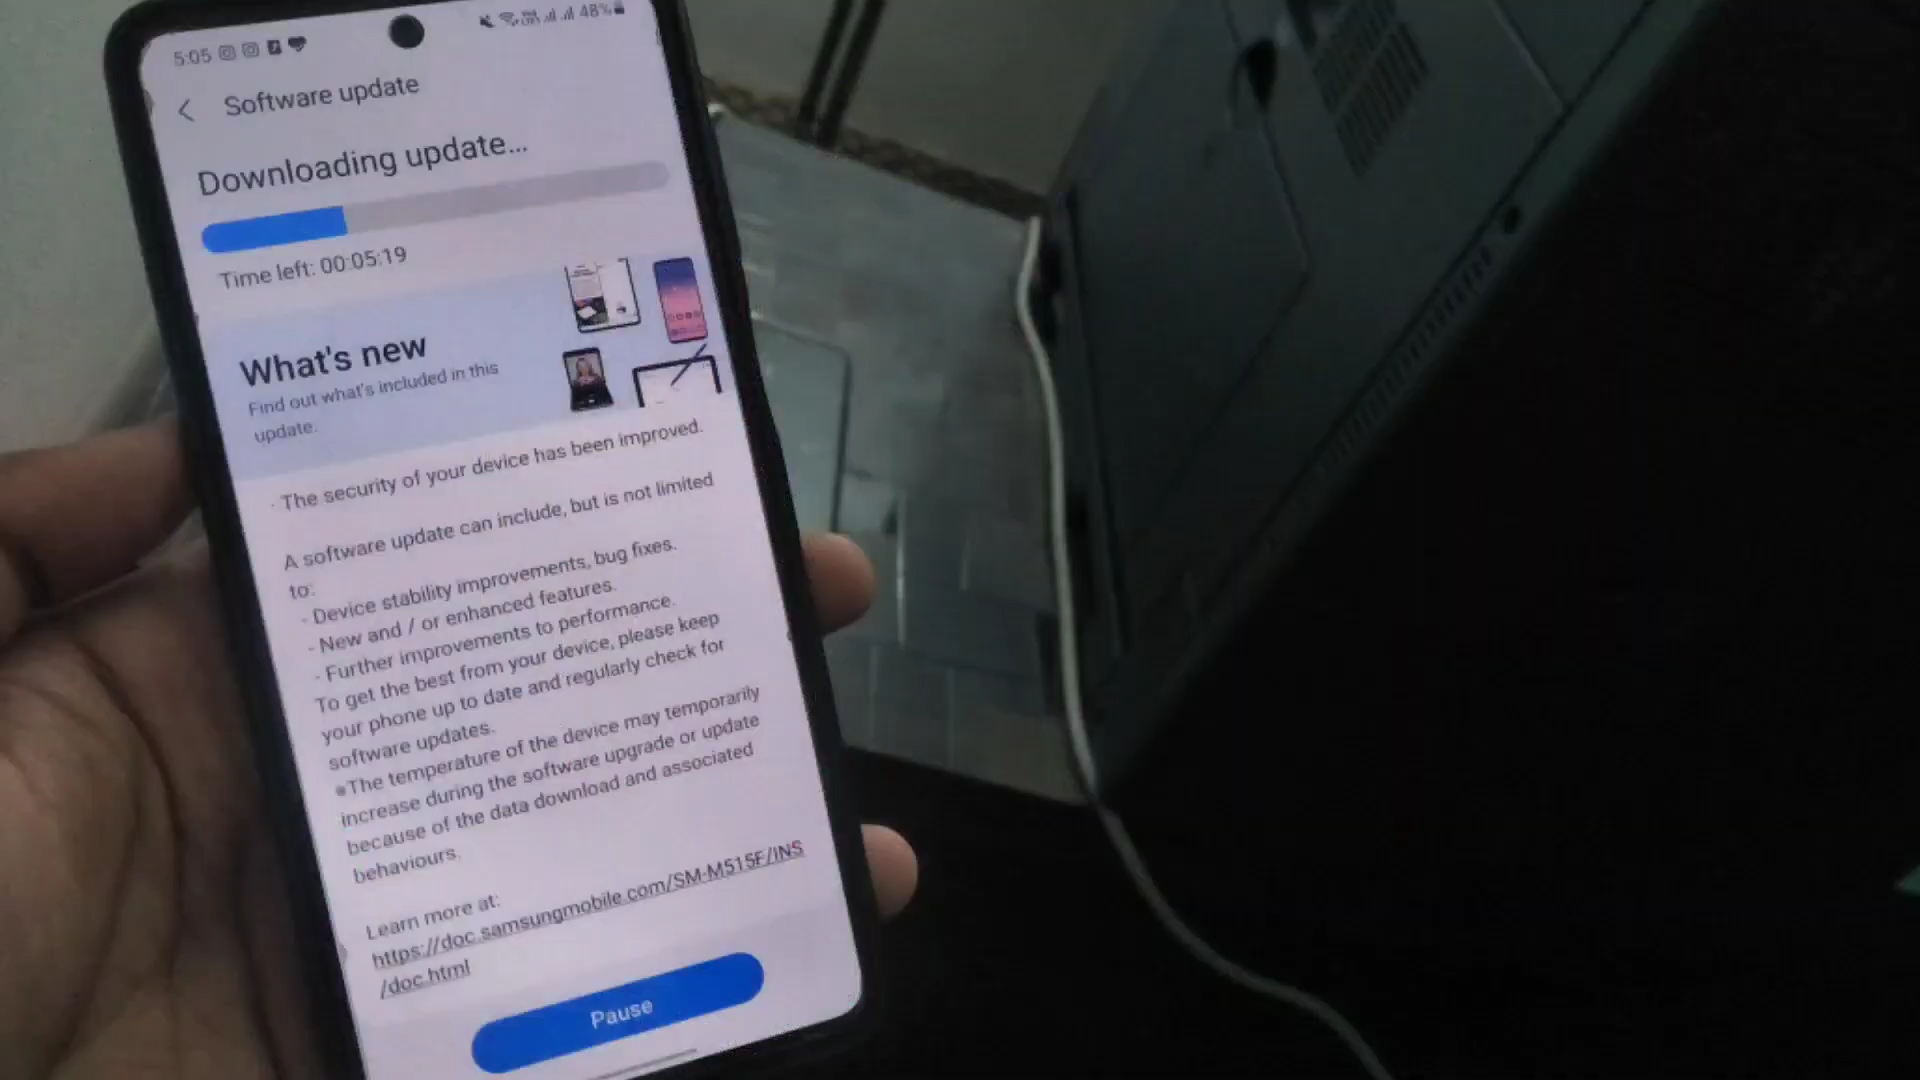 5:05
48%
Software update
Downloading update...
Time left: 00:05:19
What's new
Find out what's included in this
update.
· The security of your device has been improved.
A software update can include, but is not limited
to:
- Device stability improvements, bug fixes.
- New and / or enhanced features.
- Further improvements to performance.
To get the best from your device, please keep
your phone up to date and regularly check for
software updates.
●The temperature of the device may temporarily
increase during the software upgrade or update
because of the data download and associated
behaviours.
Learn more at:
https://doc.samsungmobile.com/SM-M515F/INS
/doc.html
Pause